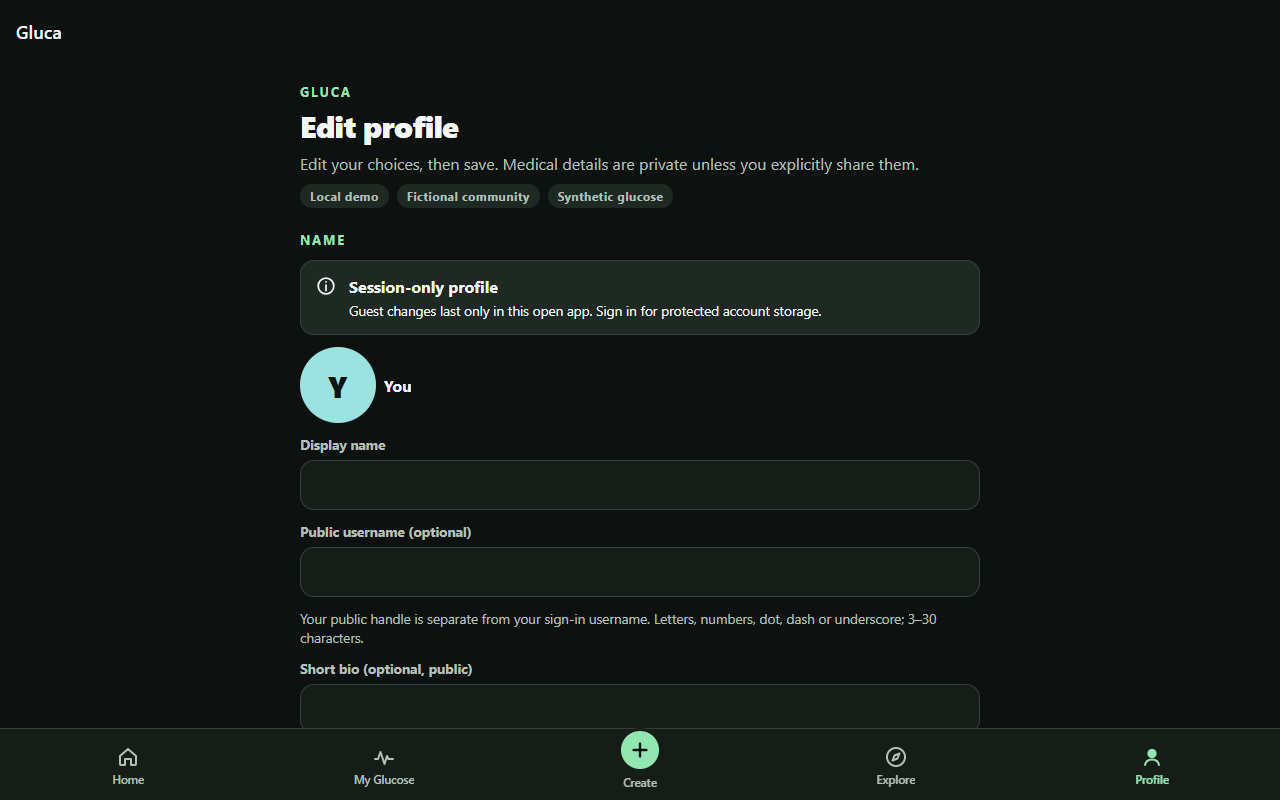 Gluca
GLUCA
Edit profile
Edit your choices, then save. Medical details are private unless you explicitly share them.
Local demo
Fictional community
Synthetic glucose
NAME
Session-only profile
Guest changes last only in this open app. Sign in for protected account storage.
Y
You
Display name
Public username (optional)
Your public handle is separate from your sign-in username. Letters, numbers, dot, dash or underscore; 3–30
characters.
Short bio (optional, public)
Home
My Glucose
Create
Explore
Profile